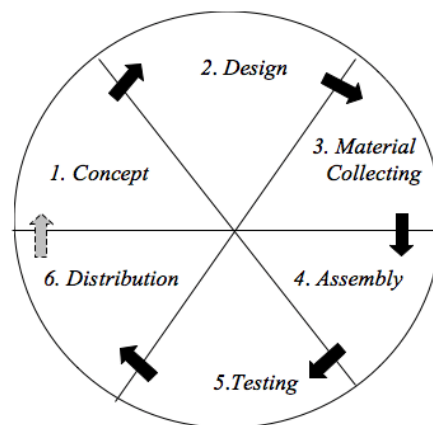 2. Design
3. Material
Collecting
1. Concept
6. Distribution
4. Assembly
5.Testing